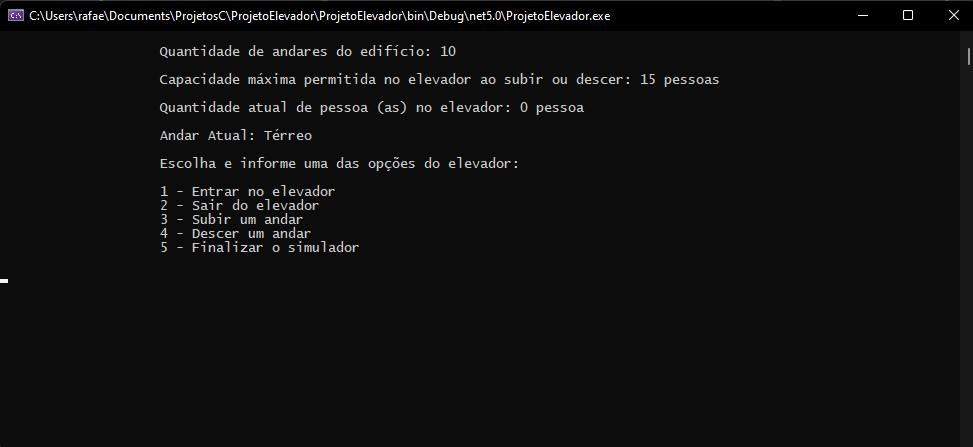 C:\Users\rafae\Documents\ProjetosC\ProjetoElevador\ProjetoElevador\bin\Debug\net5.0\ProjetoElevador.exe
Quantidade de andares do edifício: 10
Capacidade máxima permitida no elevador ao subir ou descer: 15 pessoas
Quantidade atual de pessoa (as) no elevador: 0 pessoa
Andar Atual: Térreo
Escolha e informe uma das opções do elevador:
1 - Entrar no elevador
2 - Sair do elevador
3 - Subir um andar
4 - Descer um andar
5 - Finalizar o simulador